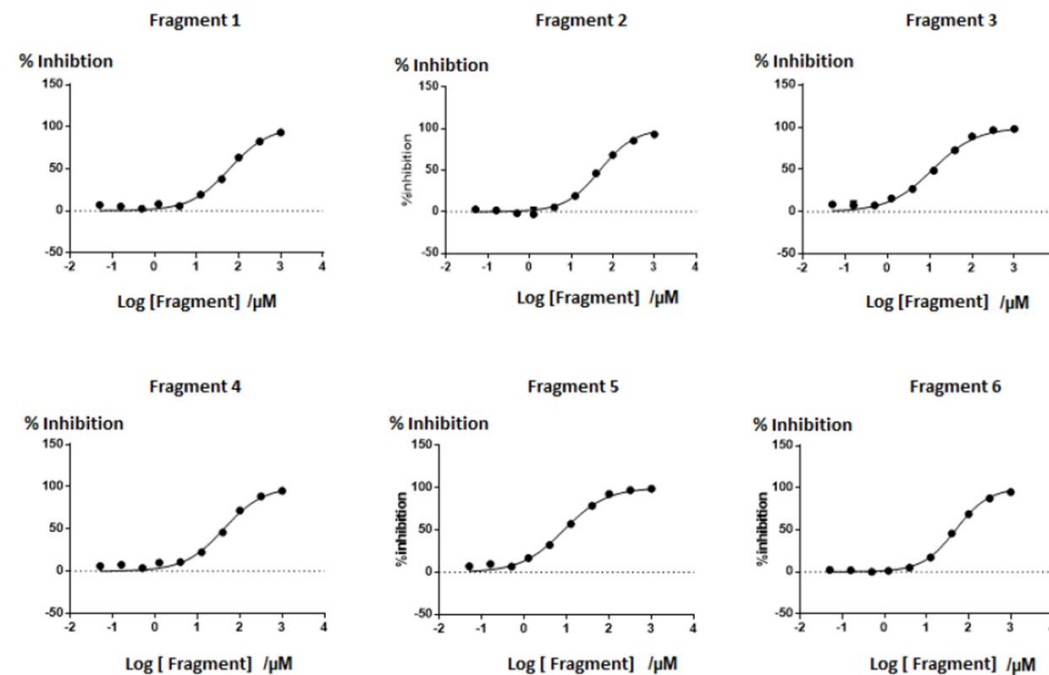 Fragment 1
Fragment 2
Fragment 3
% Inhibtion
% Inhibtion
% Inhibition
150
100
50
0
-50
-2 -1 0 1 2 3 4
Log [Fragment] /µM
%inhibition
150
100
50
0
-50
-2 -1 0 1 2 3 4
Log [Fragment] /µM
150
100
50
0
-50
-2 -1 0 1 2 3
Log [Fragment] /µM
Fragment 4
Fragment 5
Fragment 6
% Inhibition
% Inhibition
% Inhibition
150
100
50
0
-50
-2 -1 0 1 2 3 4
Log [ Fragment] /µM
%inhibition
150
100
50
0
-50
-2 -1 0 1 2 3 4
Log [ Fragment] /µM
%inhibition
150
100
50
0
-50
-2 -1 0 1 2 3
Log [ Fragment] /µM